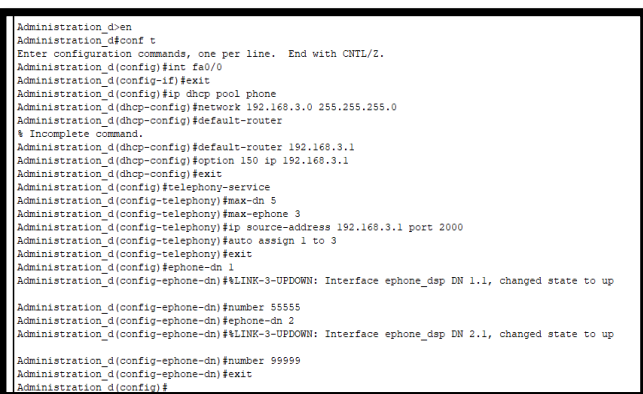 Administration_d>en
Administration_d#conf t
Enter configuration commands, one per line.  End with CNTL/Z.
Administration_d(config)#int fa0/0
Administration_d(config-if)#exit
Administration_d(config)#ip dhcp pool phone
Administration_d(dhcp-config)#network 192.168.3.0 255.255.255.0
Administration_d(dhcp-config)#default-router
% Incomplete command.
Administration_d(dhcp-config)#default-router 192.168.3.1
Administration_d(dhcp-config)#option 150 ip 192.168.3.1
Administration_d(dhcp-config)#exit
Administration_d(config)#telephony-service
Administration_d(config-telephony)#max-dn 5
Administration_d(config-telephony)#max-ephone 3
Administration_d(config-telephony)#ip source-address 192.168.3.1 port 2000
Administration_d(config-telephony)#auto assign 1 to 3
Administration_d(config-telephony)#exit
Administration_d(config)#ephone-dn 1
Administration_d(config-ephone-dn)#%LINK-3-UPDOWN: Interface ephone_dsp DN 1.1, changed state to up
Administration_d(config-ephone-dn)#number 55555
Administration_d(config-ephone-dn)#ephone-dn 2
Administration_d(config-ephone-dn)#%LINK-3-UPDOWN: Interface ephone_dsp DN 2.1, changed state to up
Administration_d(config-ephone-dn)#number 99999
Administration_d(config-ephone-dn)#exit
Administration_d(config)#